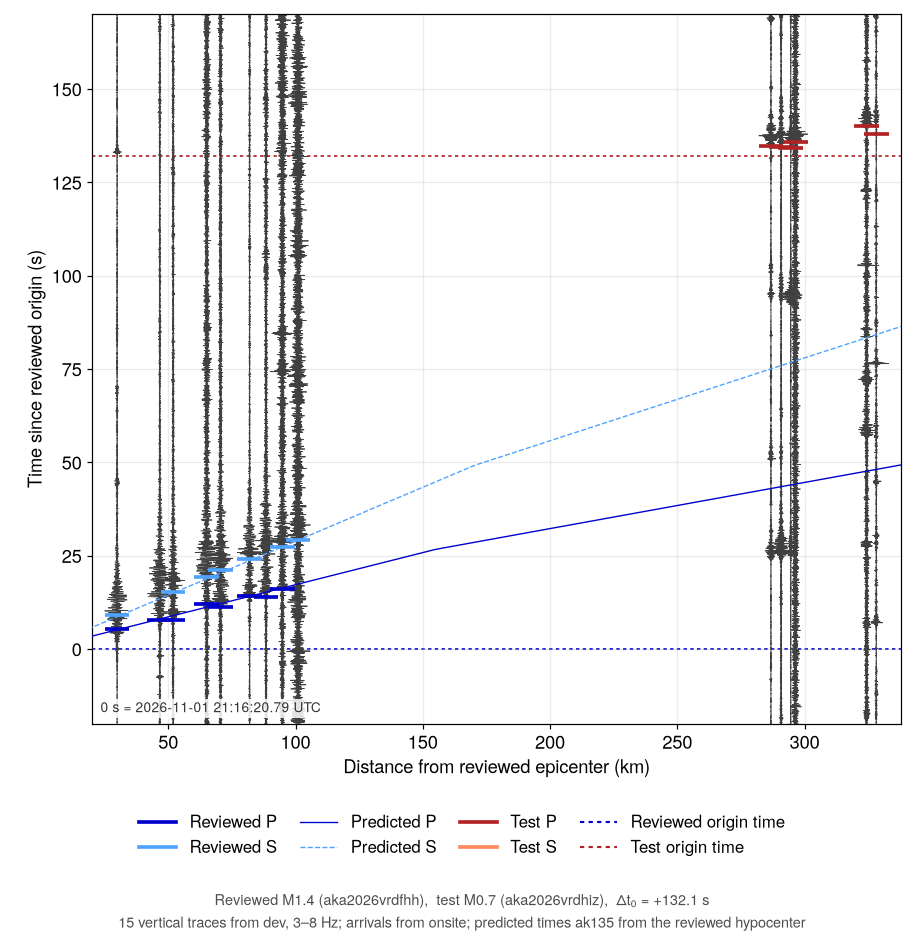 150
125
100
75
50
25
0
Time since reviewed origin (s)
0 s = 2026-11-01 21:16:20.79 UTC
50 100 150 200 250 300
Distance from reviewed epicenter (km)
Reviewed P Predicted P Test P Reviewed origin time
Reviewed S Predicted S Test S Test origin time
Reviewed M1.4 (aka2026vrdfhh), test M0.7 (aka2026vrdhiz), Δt₀ = +132.1 s
15 vertical traces from dev, 3–8 Hz; arrivals from onsite; predicted times ak135 from the reviewed hypocenter